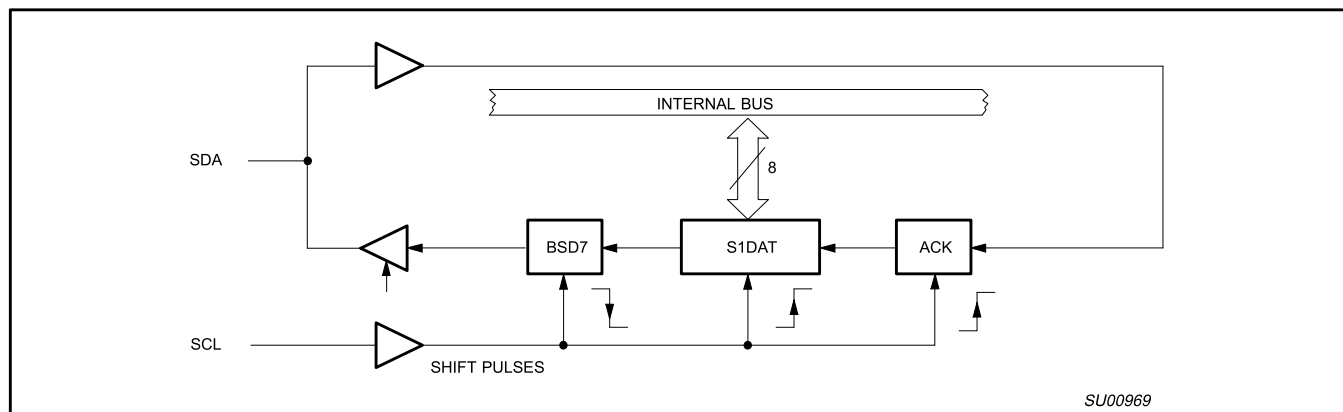 INTERNAL BUS
SDA
8
BSD7
S1DAT
ACK
SCL
SHIFT PULSES
SU00969